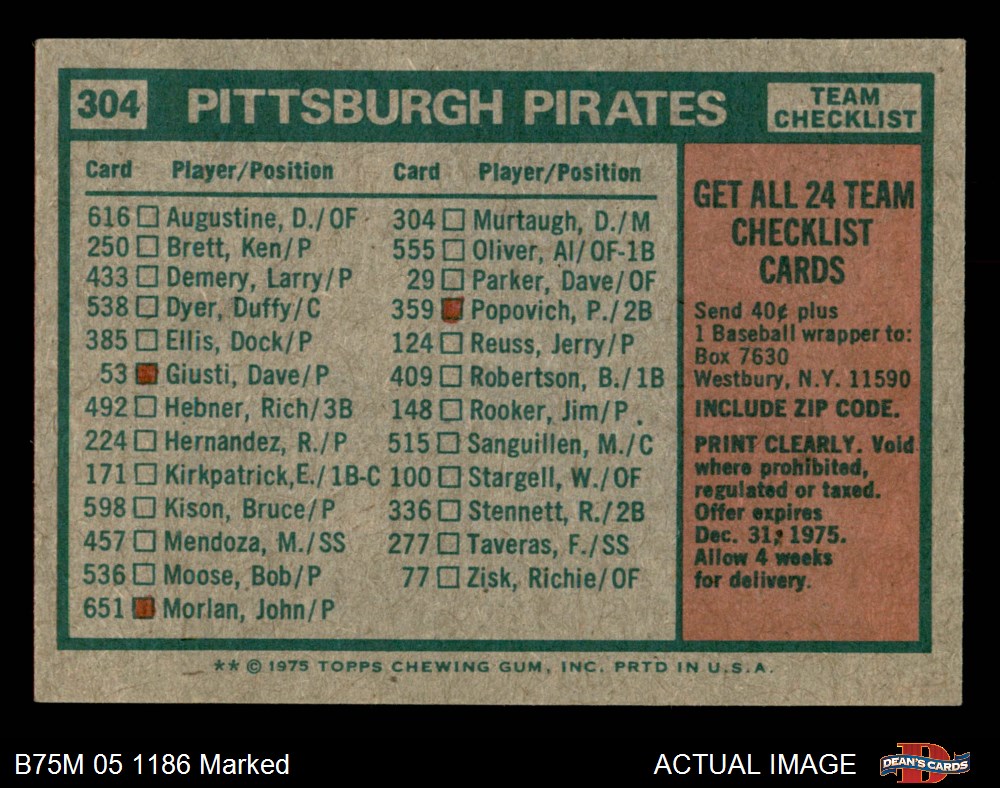 304 PITTSBURGH PIRATES TEAM CHECKLIST
Card Player/Position
616 Augustine, D./OF
250 Brett, Ken/P
433 Demery, Larry/P
538 Dyer, Duffy/C
385 Ellis, Dock/P
53 Giusti, Dave/P
492 Hebner, Rich/3B
224 Hernandez, R./P
171 Kirkpatrick,E./1B-C
598 Kison, Bruce/P
457 Mendoza, M./SS
536 Moose, Bob/P
651 Morlan, John/P
Card Player/Position
304 Murtaugh, D./M
555 Oliver, Al/OF-1B
29 Parker, Dave/OF
359 Popovich, P./2B
124 Reuss, Jerry/P
409 Robertson, B./1B
148 Rooker, Jim/P
515 Sanguillen, M./C
100 Stargell, W./OF
336 Stennett, R./2B
277 Taveras, F./SS
77 Zisk, Richie/OF
GET ALL 24 TEAM
CHECKLIST
CARDS
Send 40¢ plus
1 Baseball wrapper to:
Box 7630
Westbury, N.Y. 11590
INCLUDE ZIP CODE.
PRINT CLEARLY. Void
where prohibited,
regulated or taxed.
Offer expires
Dec. 31, 1975.
Allow 4 weeks
for delivery.
** © 1975 TOPPS CHEWING GUM, INC. PRTD IN U.S.A.
B75M 05 1186 Marked
ACTUAL IMAGE
DEAN'S CARDS